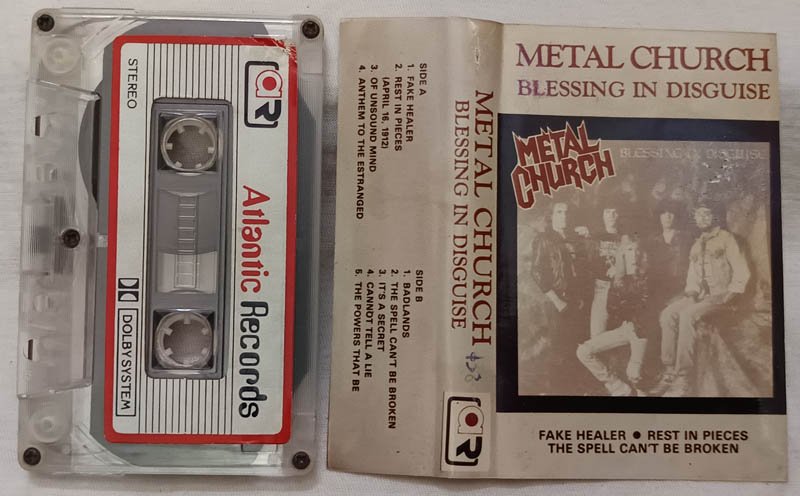 STEREO
aR
Atlantic Records
DOLBY SYSTEM
SIDE A
1. FAKE HEALER
2. REST IN PIECES
(APRIL 16, 1912)
3. OF UNSOUND MIND
4. ANTHEM TO THE ESTRANGED
SIDE B
1. BADLANDS
2. THE SPELL CAN'T BE BROKEN
3. IT'S A SECRET
4. CANNOT TELL A LIE
5. THE POWERS THAT BE
METAL CHURCH
BLESSING IN DISGUISE
aR
METAL CHURCH
BLESSING IN DISGUISE
METAL
CHURCH
BLESSING IN DISGUISE
FAKE HEALER ● REST IN PIECES
THE SPELL CAN'T BE BROKEN